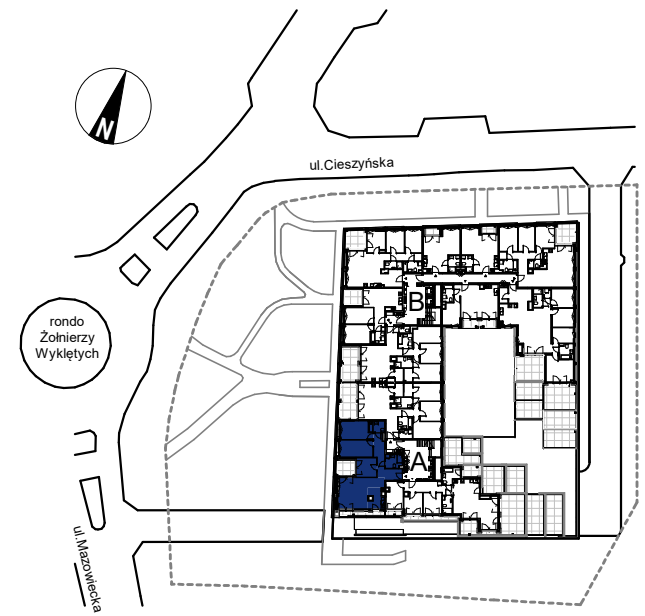 N
ul.Cieszyńska
B
rondo
Żołnierzy
Wyklętych
A
ul.Mazowiecka